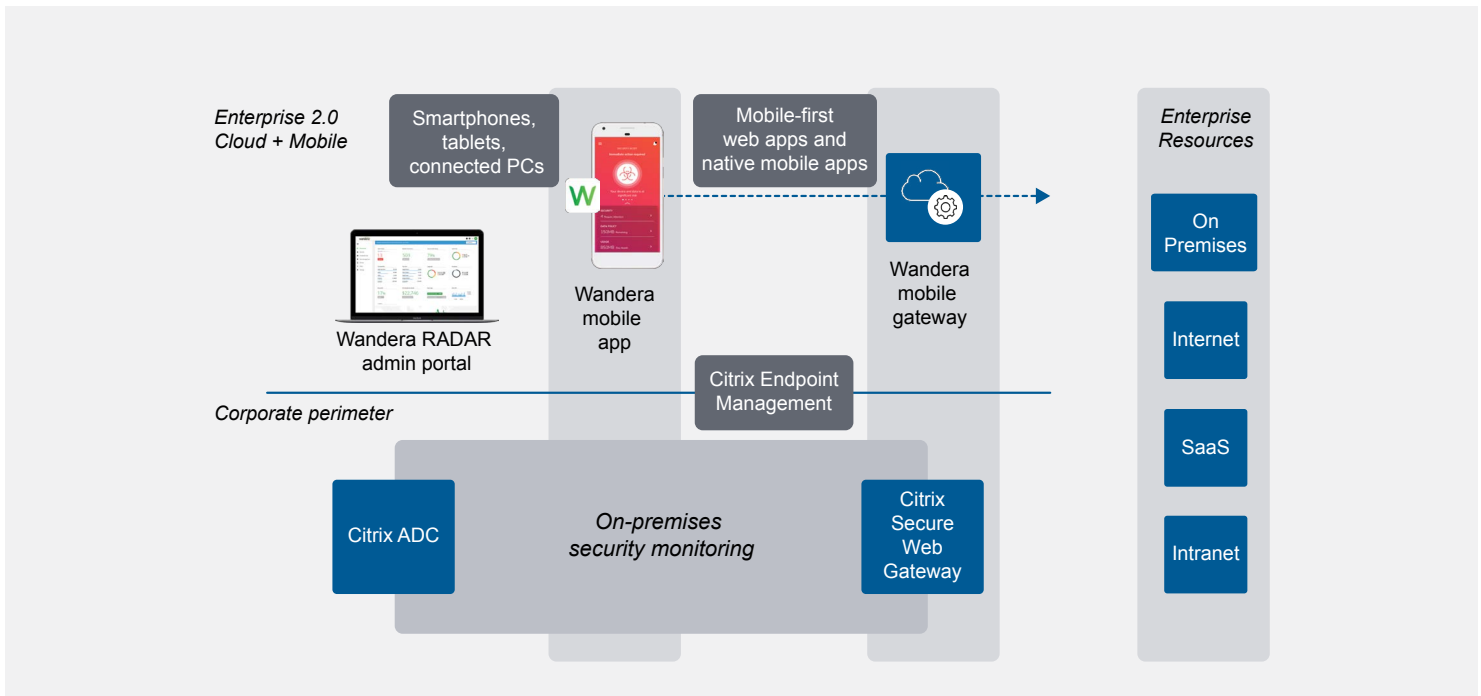 Enterprise 2.0
Cloud + Mobile
Smartphones,
tablets,
connected PCs
Mobile-first
web apps and
native mobile apps
Enterprise
Resources
W
On
Premises
Wandera
mobile
gateway
Wandera
mobile
app
Wandera RADAR
admin portal
Internet
Citrix Endpoint
Management
Corporate perimeter
SaaS
Citrix ADC
On-premises
security monitoring
Citrix
Secure
Web
Gateway
Intranet